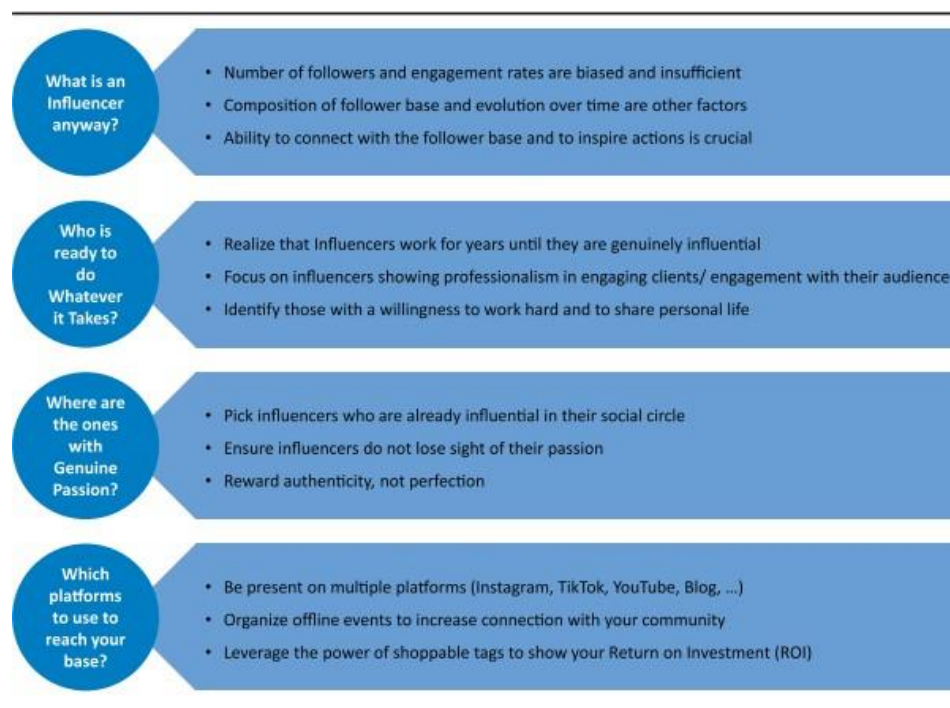 What is an
Influencer
anyway?
• Number of followers and engagement rates are biased and insufficient
• Composition of follower base and evolution over time are other factors
• Ability to connect with the follower base and to inspire actions is crucial
Who is
ready to
do
Whatever
it Takes?
• Realize that Influencers work for years until they are genuinely influential
• Focus on influencers showing professionalism in engaging clients/ engagement with their audience
• Identify those with a willingness to work hard and to share personal life
Where are
the ones
with
Genuine
Passion?
• Pick influencers who are already influential in their social circle
• Ensure influencers do not lose sight of their passion
• Reward authenticity, not perfection
Which
platforms
to use to
reach your
base?
• Be present on multiple platforms (Instagram, TikTok, YouTube, Blog, ...)
• Organize offline events to increase connection with your community
• Leverage the power of shoppable tags to show your Return on Investment (ROI)